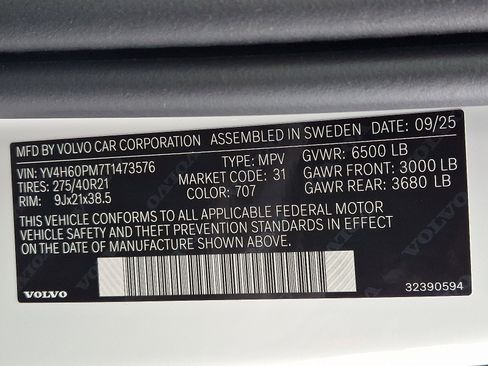 MFD BY VOLVO CAR CORPORATION ASSEMBLED IN SWEDEN DATE: 09/25
VIN: YV4H60PM7T1473576 TYPE: MPV GVWR: 6500 LB
TIRES: 275/40R21 MARKET CODE: 31 GAWR FRONT: 3000 LB
RIM: 9Jx21x38.5 COLOR: 707 GAWR REAR: 3680 LB
THIS VEHICLE CONFORMS TO ALL APPLICABLE FEDERAL MOTOR
VEHICLE SAFETY AND THEFT PREVENTION STANDARDS IN EFFECT
ON THE DATE OF MANUFACTURE SHOWN ABOVE.
VOLVO 32390594